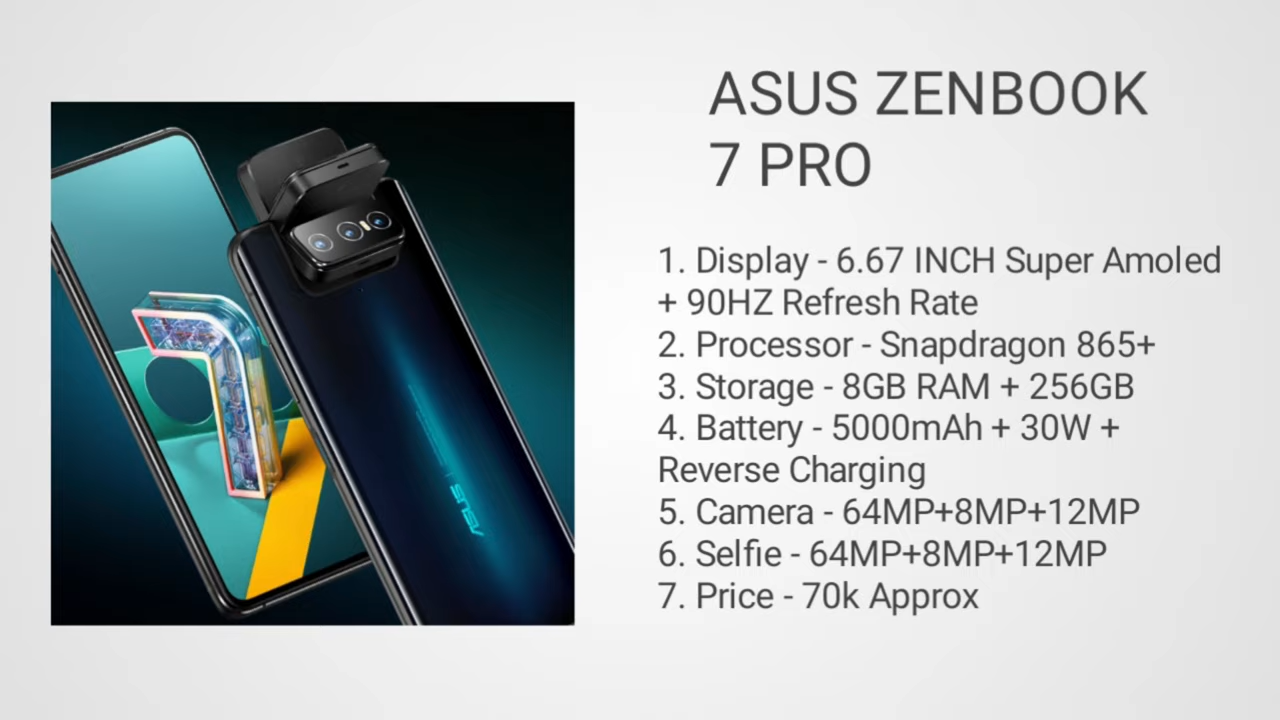 ASUS ZENBOOK
7 PRO
1. Display - 6.67 INCH Super Amoled
+ 90HZ Refresh Rate
2. Processor - Snapdragon 865+
3. Storage - 8GB RAM + 256GB
4. Battery - 5000mAh + 30W +
Reverse Charging
5. Camera - 64MP+8MP+12MP
6. Selfie - 64MP+8MP+12MP
7. Price - 70k Approx
ASUS